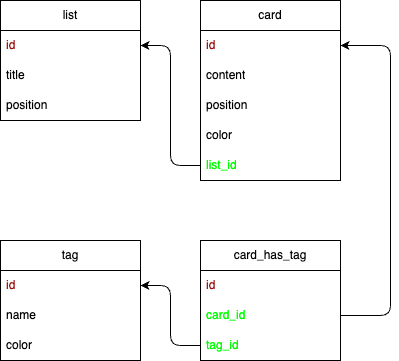 list
id
title
position
card
id
content
position
color
list_id
tag
id
name
color
card_has_tag
id
card_id
tag_id